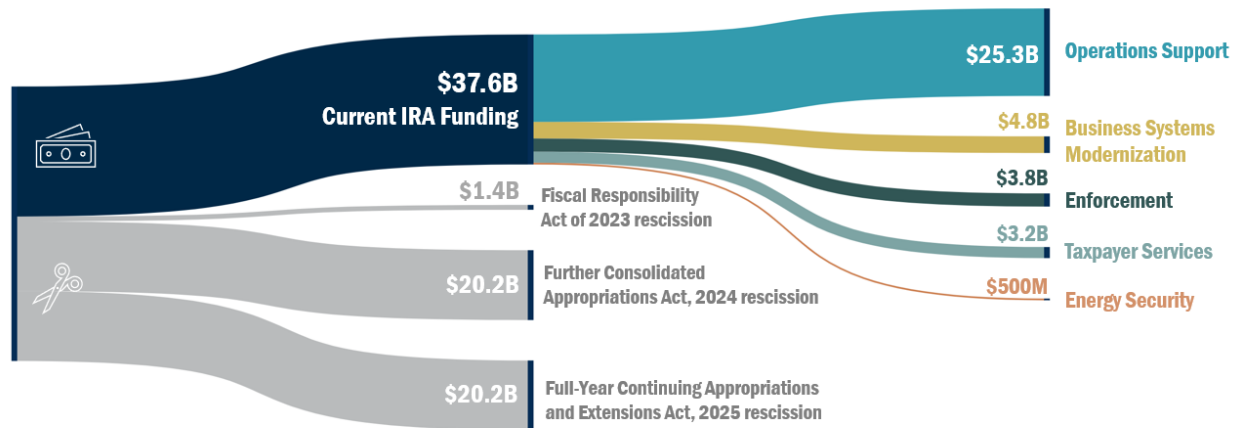 $37.6B
Current IRA Funding
$1.4B
Fiscal Responsibility
Act of 2023 rescission
$20.2B
Further Consolidated
Appropriations Act, 2024 rescission
$20.2B
Full-Year Continuing Appropriations
and Extensions Act, 2025 rescission
$25.3B
Operations Support
$4.8B
Business Systems
Modernization
$3.8B
Enforcement
$3.2B
Taxpayer Services
$500M
Energy Security